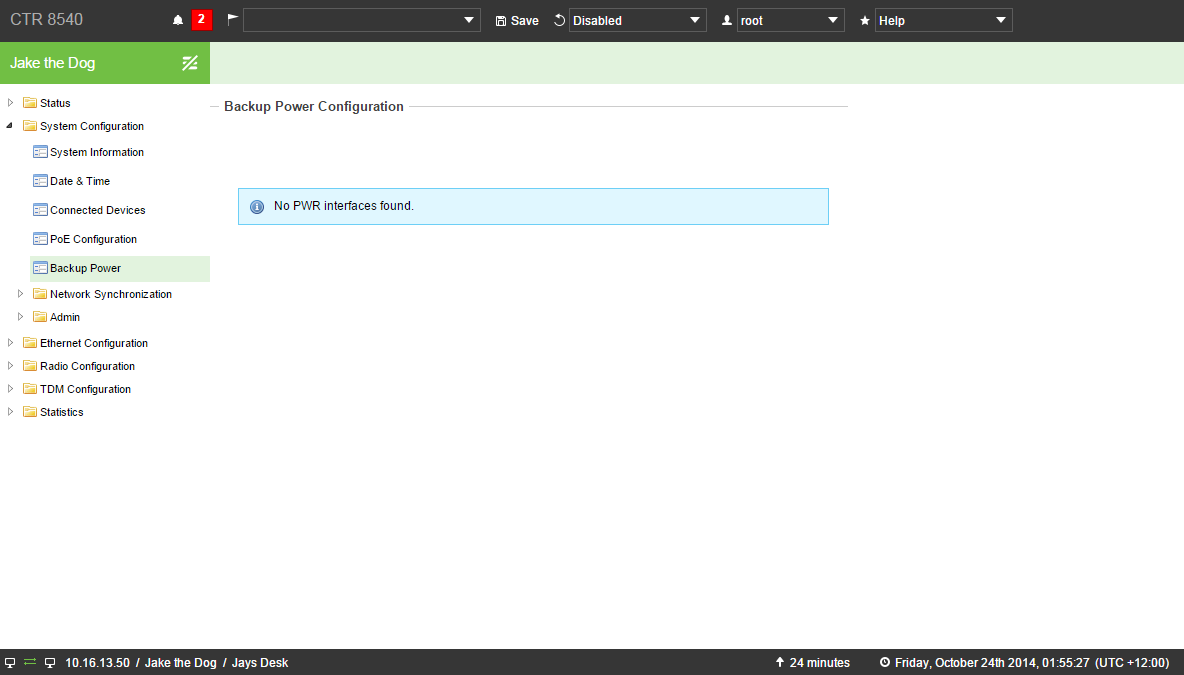 CTR 8540 2 Save Disabled root Help
Jake the Dog
Status
System Configuration
System Information
Date & Time
Connected Devices
PoE Configuration
Backup Power
Network Synchronization
Admin
Ethernet Configuration
Radio Configuration
TDM Configuration
Statistics
Backup Power Configuration
No PWR interfaces found.
10.16.13.50 / Jake the Dog / Jays Desk 24 minutes Friday, October 24th 2014, 01:55:27 (UTC +12:00)